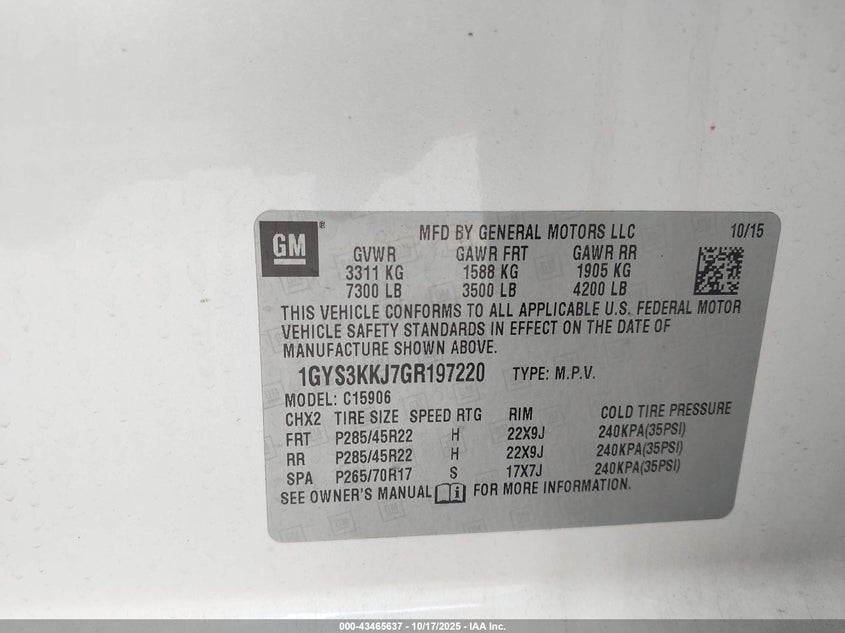 GM ®
MFD BY GENERAL MOTORS LLC 10/15
GVWR GAWR FRT GAWR RR
3311 KG 1588 KG 1905 KG
7300 LB 3500 LB 4200 LB
THIS VEHICLE CONFORMS TO ALL APPLICABLE U.S. FEDERAL MOTOR
VEHICLE SAFETY STANDARDS IN EFFECT ON THE DATE OF
MANUFACTURE SHOWN ABOVE.
1GYS3KKJ7GR197220 TYPE: M.P.V.
MODEL: C15906
CHX2 TIRE SIZE SPEED RTG RIM COLD TIRE PRESSURE
FRT P285/45R22 H 22X9J 240KPA(35PSI)
RR P285/45R22 H 22X9J 240KPA(35PSI)
SPA P265/70R17 S 17X7J 240KPA(35PSI)
SEE OWNER'S MANUAL FOR MORE INFORMATION.
000-43465637 - 10/17/2025 - IAA Inc.